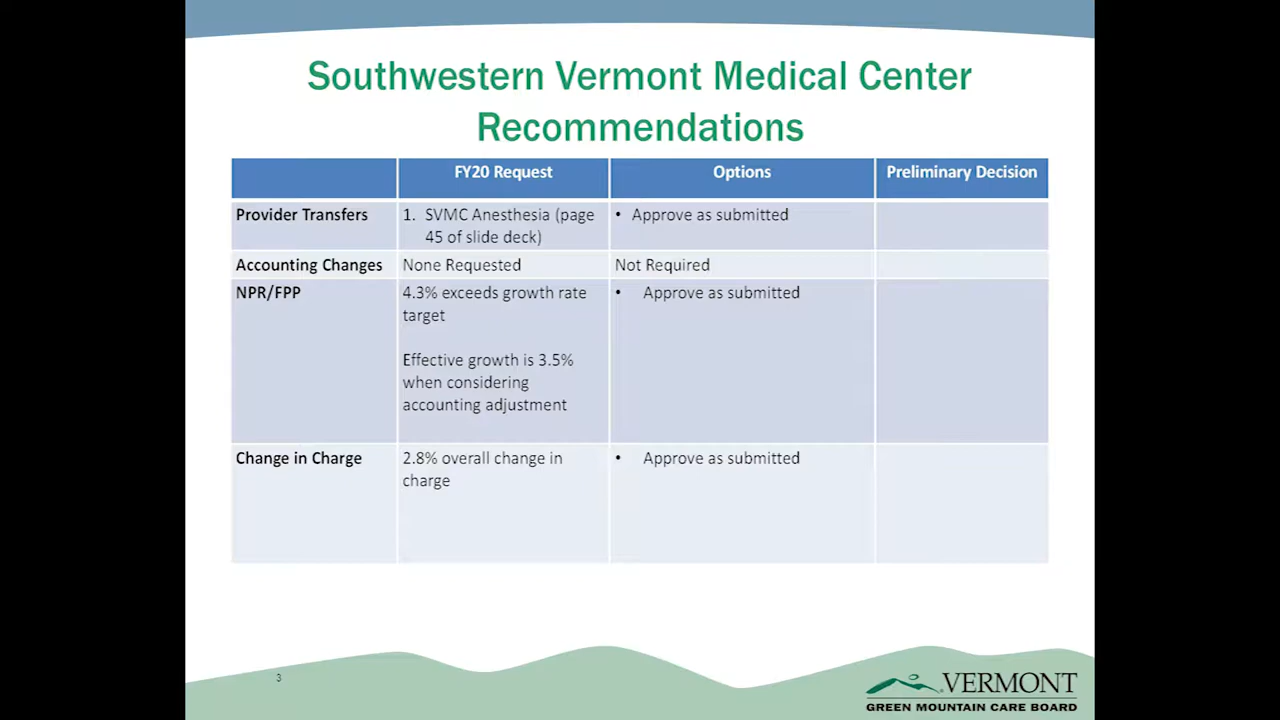 Southwestern Vermont Medical Center
Recommendations
FY20 Request
Options
Preliminary Decision
Provider Transfers
1. SVMC Anesthesia (page
45 of slide deck)
• Approve as submitted
Accounting Changes
None Requested
Not Required
NPR/FPP
4.3% exceeds growth rate
target
Effective growth is 3.5%
when considering
accounting adjustment
• Approve as submitted
Change in Charge
2.8% overall change in
charge
• Approve as submitted
3
VERMONT
GREEN MOUNTAIN CARE BOARD